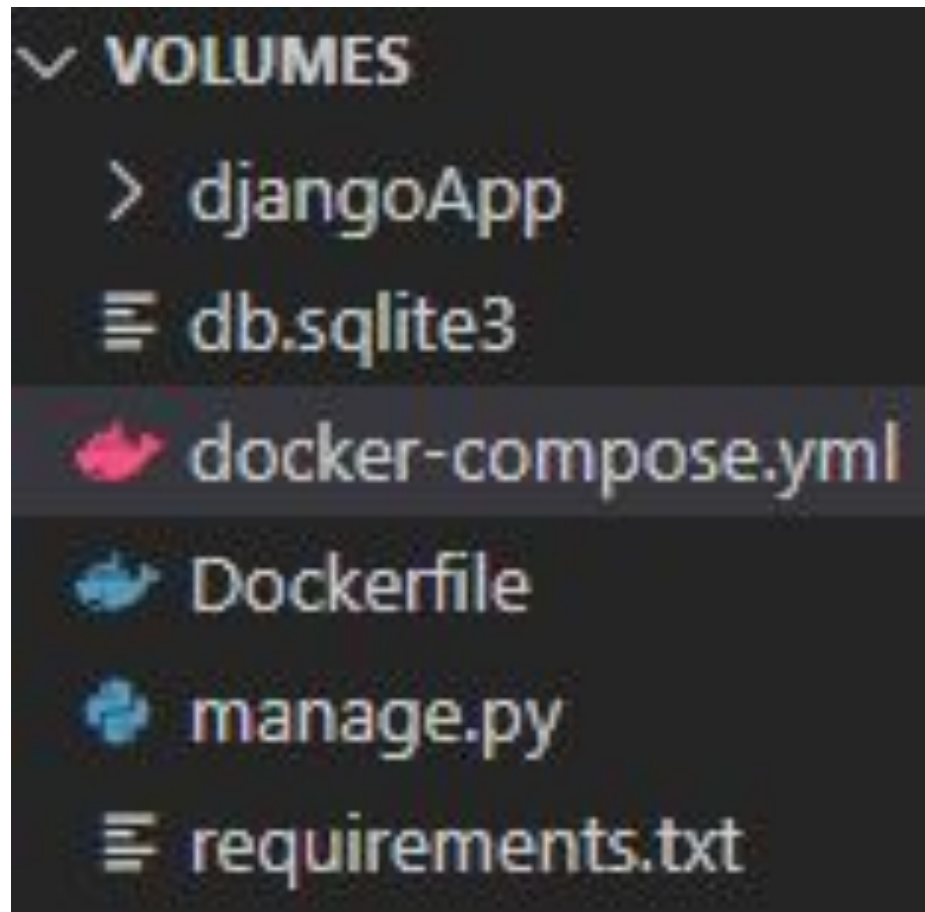 VOLUMES
djangoApp
db.sqlite3
docker-compose.yml
Dockerfile
manage.py
requirements.txt